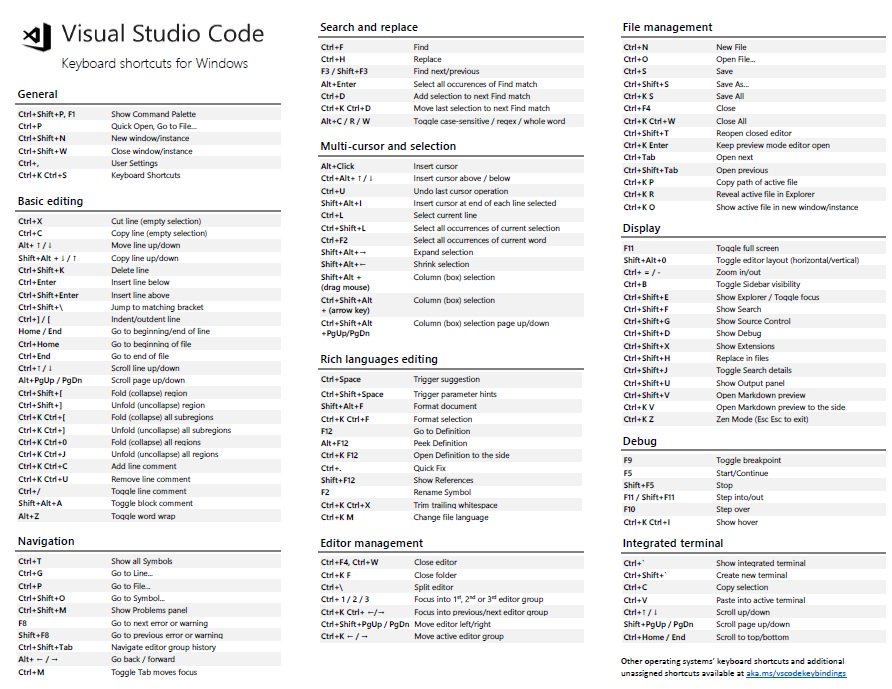 Visual Studio Code
Keyboard shortcuts for Windows
General
Ctrl+Shift+P, F1 Show Command Palette
Ctrl+P Quick Open, Go to File...
Ctrl+Shift+N New window/instance
Ctrl+Shift+W Close window/instance
Ctrl+, User Settings
Ctrl+K Ctrl+S Keyboard Shortcuts
Basic editing
Ctrl+X Cut line (empty selection)
Ctrl+C Copy line (empty selection)
Alt+ ↑ / ↓ Move line up/down
Shift+Alt + ↓ / ↑ Copy line up/down
Ctrl+Shift+K Delete line
Ctrl+Enter Insert line below
Ctrl+Shift+Enter Insert line above
Ctrl+Shift+\ Jump to matching bracket
Ctrl+] / [ Indent/outdent line
Home / End Go to beginning/end of line
Ctrl+Home Go to beginning of file
Ctrl+End Go to end of file
Ctrl+↑ / ↓ Scroll line up/down
Alt+PgUp / PgDn Scroll page up/down
Ctrl+Shift+[ Fold (collapse) region
Ctrl+Shift+] Unfold (uncollapse) region
Ctrl+K Ctrl+[ Fold (collapse) all subregions
Ctrl+K Ctrl+] Unfold (uncollapse) all subregions
Ctrl+K Ctrl+0 Fold (collapse) all regions
Ctrl+K Ctrl+J Unfold (uncollapse) all regions
Ctrl+K Ctrl+C Add line comment
Ctrl+K Ctrl+U Remove line comment
Ctrl+/ Toggle line comment
Shift+Alt+A Toggle block comment
Alt+Z Toggle word wrap
Navigation
Ctrl+T Show all Symbols
Ctrl+G Go to Line...
Ctrl+P Go to File...
Ctrl+Shift+O Go to Symbol...
Ctrl+Shift+M Show Problems panel
F8 Go to next error or warning
Shift+F8 Go to previous error or warning
Ctrl+Shift+Tab Navigate editor group history
Alt+ ← / → Go back / forward
Ctrl+M Toggle Tab moves focus
Search and replace
Ctrl+F Find
Ctrl+H Replace
F3 / Shift+F3 Find next/previous
Alt+Enter Select all occurences of Find match
Ctrl+D Add selection to next Find match
Ctrl+K Ctrl+D Move last selection to next Find match
Alt+C / R / W Toggle case-sensitive / regex / whole word
Multi-cursor and selection
Alt+Click Insert cursor
Ctrl+Alt+ ↑ / ↓ Insert cursor above / below
Ctrl+U Undo last cursor operation
Shift+Alt+I Insert cursor at end of each line selected
Ctrl+L Select current line
Ctrl+Shift+L Select all occurrences of current selection
Ctrl+F2 Select all occurrences of current word
Shift+Alt+→ Expand selection
Shift+Alt+← Shrink selection
Shift+Alt + Column (box) selection
(drag mouse)
Ctrl+Shift+Alt Column (box) selection
+ (arrow key)
Ctrl+Shift+Alt Column (box) selection page up/down
+PgUp/PgDn
Rich languages editing
Ctrl+Space Trigger suggestion
Ctrl+Shift+Space Trigger parameter hints
Shift+Alt+F Format document
Ctrl+K Ctrl+F Format selection
F12 Go to Definition
Alt+F12 Peek Definition
Ctrl+K F12 Open Definition to the side
Ctrl+. Quick Fix
Shift+F12 Show References
F2 Rename Symbol
Ctrl+K Ctrl+X Trim trailing whitespace
Ctrl+K M Change file language
Editor management
Ctrl+F4, Ctrl+W Close editor
Ctrl+K F Close folder
Ctrl+\ Split editor
Ctrl+ 1 / 2 / 3 Focus into 1st, 2nd or 3rd editor group
Ctrl+K Ctrl+ ←/→ Focus into previous/next editor group
Ctrl+Shift+PgUp / PgDn Move editor left/right
Ctrl+K ← / → Move active editor group
File management
Ctrl+N New File
Ctrl+O Open File...
Ctrl+S Save
Ctrl+Shift+S Save As...
Ctrl+K S Save All
Ctrl+F4 Close
Ctrl+K Ctrl+W Close All
Ctrl+Shift+T Reopen closed editor
Ctrl+K Enter Keep preview mode editor open
Ctrl+Tab Open next
Ctrl+Shift+Tab Open previous
Ctrl+K P Copy path of active file
Ctrl+K R Reveal active file in Explorer
Ctrl+K O Show active file in new window/instance
Display
F11 Toggle full screen
Shift+Alt+0 Toggle editor layout (horizontal/vertical)
Ctrl+ = / - Zoom in/out
Ctrl+B Toggle Sidebar visibility
Ctrl+Shift+E Show Explorer / Toggle focus
Ctrl+Shift+F Show Search
Ctrl+Shift+G Show Source Control
Ctrl+Shift+D Show Debug
Ctrl+Shift+X Show Extensions
Ctrl+Shift+H Replace in files
Ctrl+Shift+J Toggle Search details
Ctrl+Shift+U Show Output panel
Ctrl+Shift+V Open Markdown preview
Ctrl+K V Open Markdown preview to the side
Ctrl+K Z Zen Mode (Esc Esc to exit)
Debug
F9 Toggle breakpoint
F5 Start/Continue
Shift+F5 Stop
F11 / Shift+F11 Step into/out
F10 Step over
Ctrl+K Ctrl+I Show hover
Integrated terminal
Ctrl+` Show integrated terminal
Ctrl+Shift+` Create new terminal
Ctrl+C Copy selection
Ctrl+V Paste into active terminal
Ctrl+↑ / ↓ Scroll up/down
Shift+PgUp / PgDn Scroll page up/down
Ctrl+Home / End Scroll to top/bottom
Other operating systems' keyboard shortcuts and additional
unassigned shortcuts available at aka.ms/vscodekeybindings